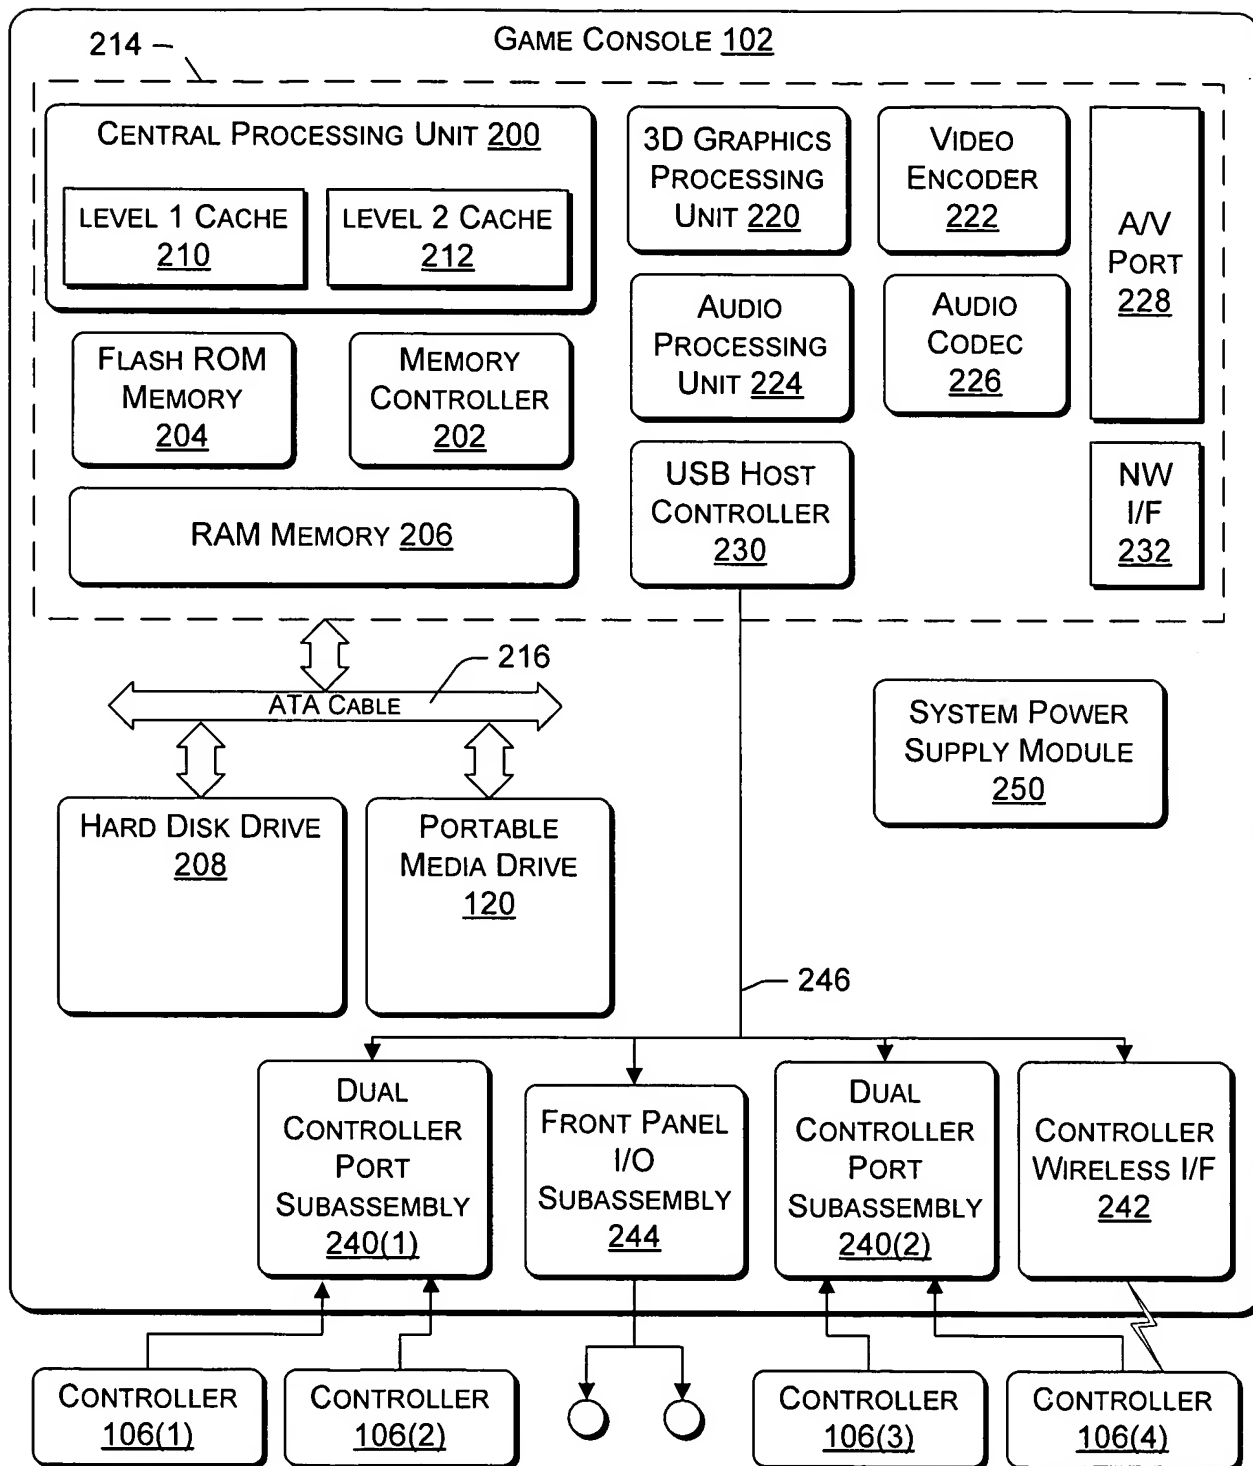 GAME CONSOLE 102
214
CENTRAL PROCESSING UNIT 200
LEVEL 1 CACHE
210
LEVEL 2 CACHE
212
3D GRAPHICS
PROCESSING
UNIT 220
VIDEO
ENCODER
222
A/V
PORT
228
FLASH ROM
MEMORY
204
MEMORY
CONTROLLER
202
AUDIO
PROCESSING
UNIT 224
AUDIO
CODEC
226
RAM MEMORY 206
USB HOST
CONTROLLER
230
NW
I/F
232
216
ATA CABLE
SYSTEM POWER
SUPPLY MODULE
250
HARD DISK DRIVE
208
PORTABLE
MEDIA DRIVE
120
246
DUAL
CONTROLLER
PORT
SUBASSEMBLY
240(1)
FRONT PANEL
I/O
SUBASSEMBLY
244
DUAL
CONTROLLER
PORT
SUBASSEMBLY
240(2)
CONTROLLER
WIRELESS I/F
242
CONTROLLER
106(1)
CONTROLLER
106(2)
CONTROLLER
106(3)
CONTROLLER
106(4)